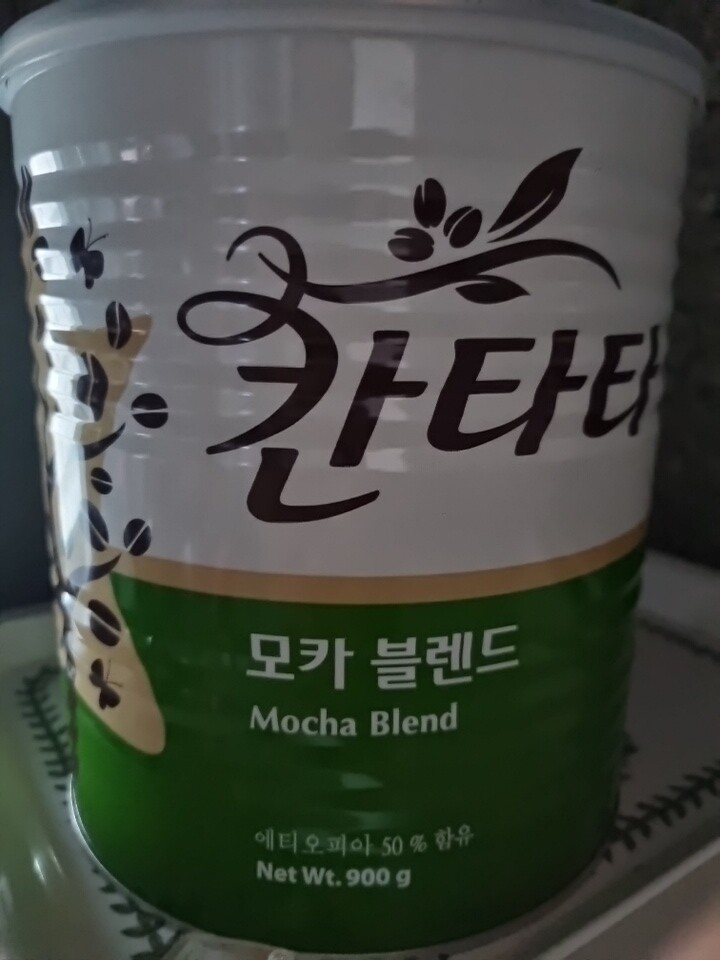 칸타타
모카 블렌드
Mocha Blend
에티오피아 50 % 함유
Net Wt. 900 g